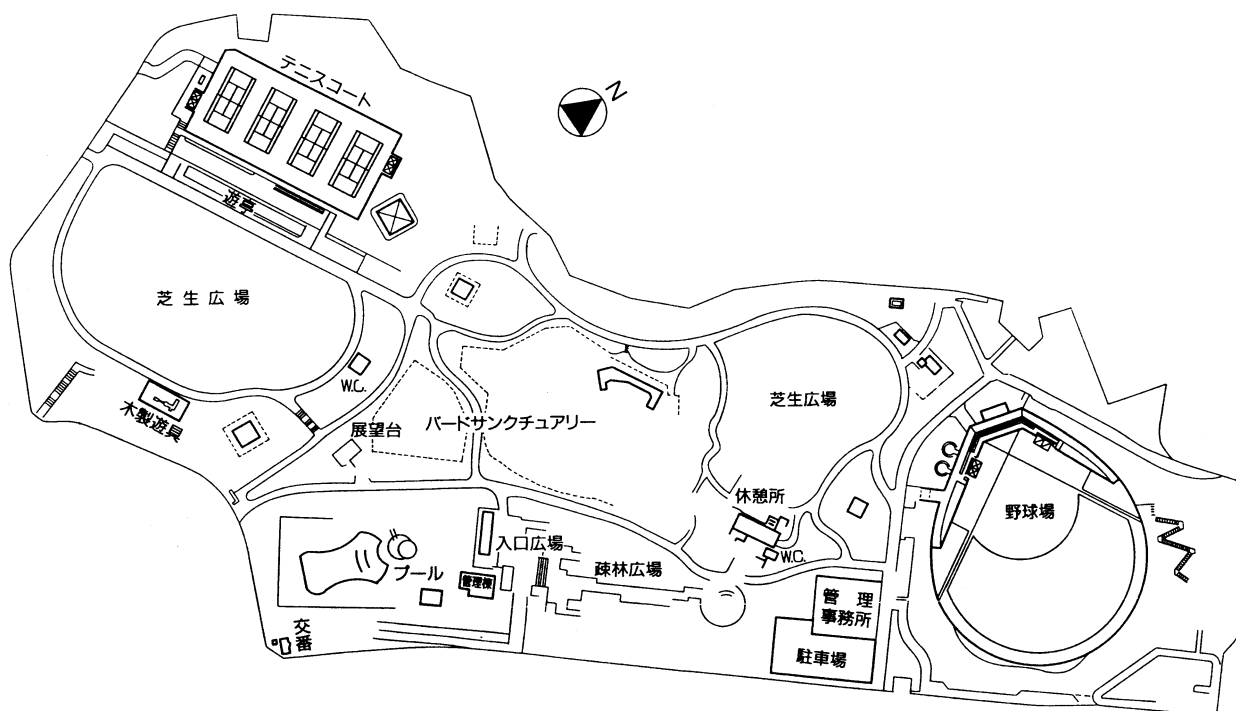 テニスコート
N
遊亭
芝生広場
W.C.
木製遊具
展望台
バードサンクチュアリー
芝生広場
休憩所
野球場
入口広場
W.C.
プール
管理棟
疎林広場
管理
事務所
交番
駐車場